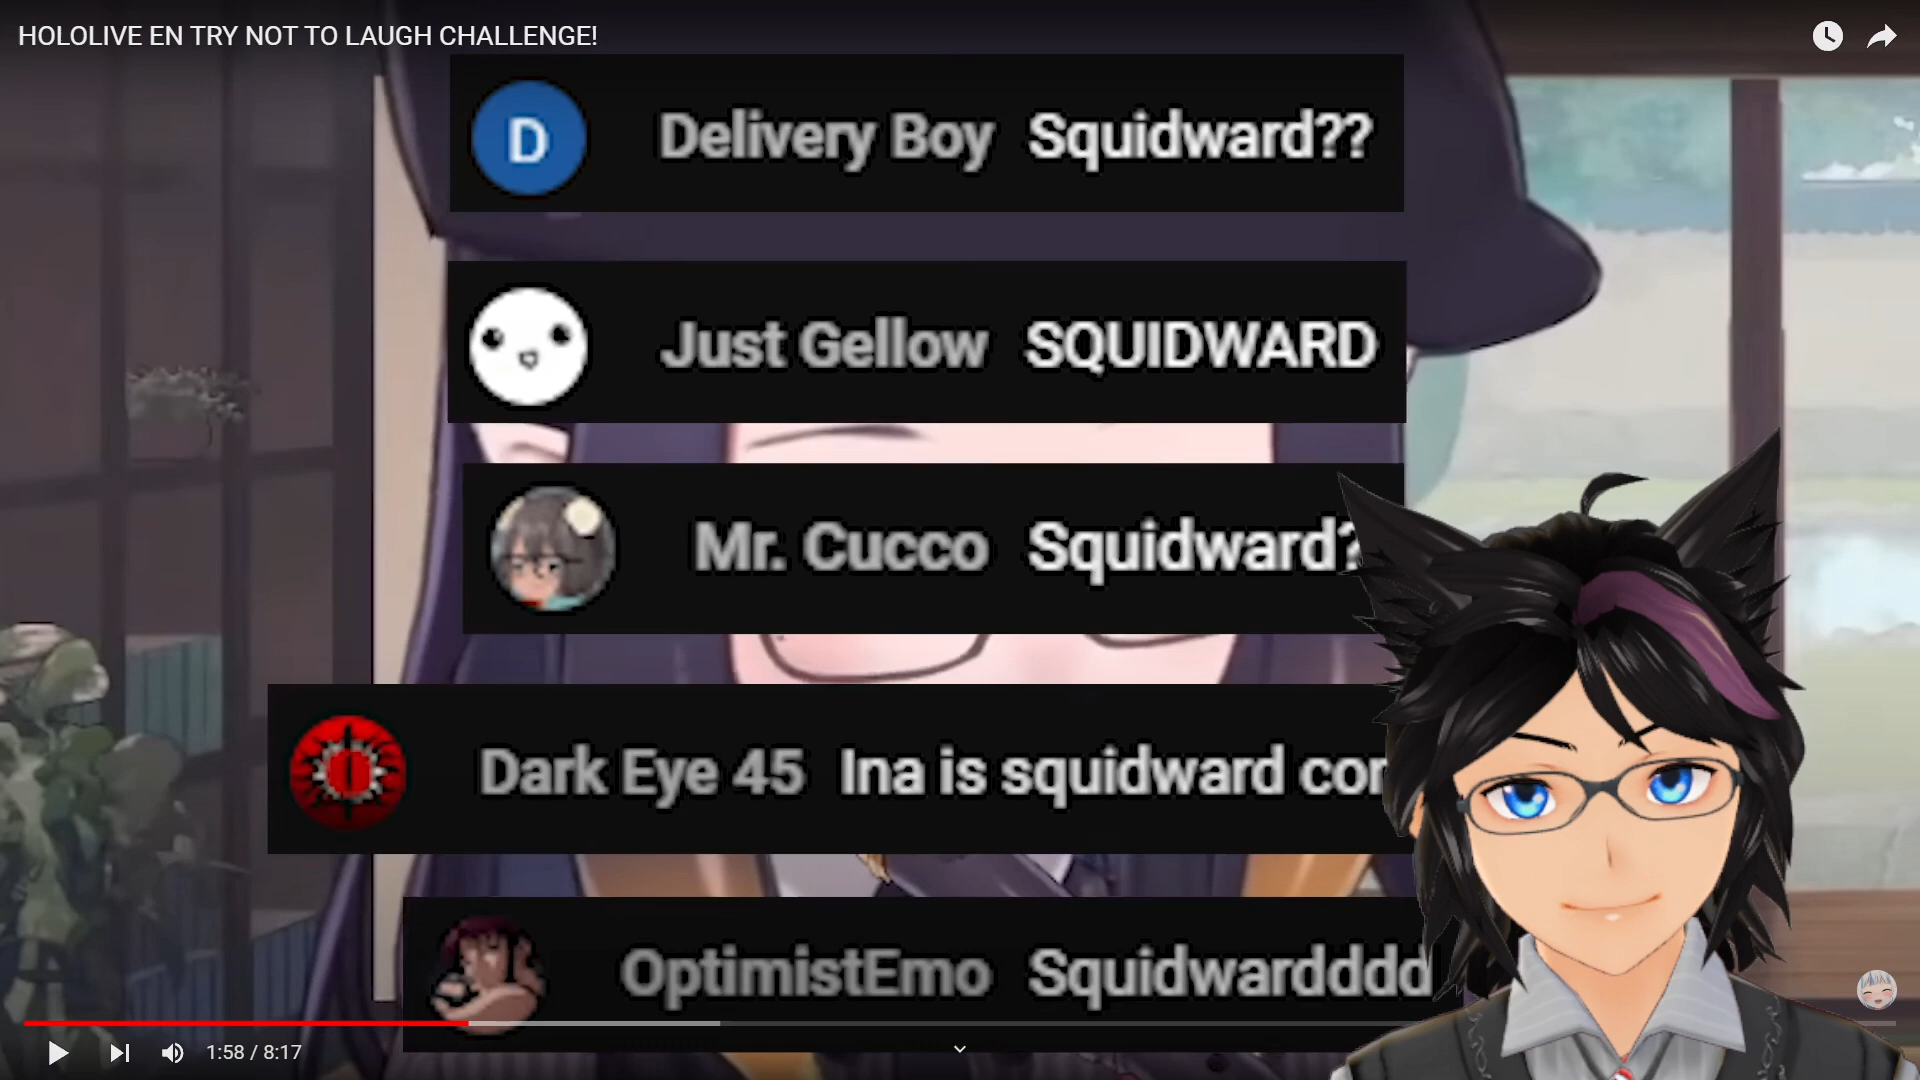 HOLOLIVE EN TRY NOT TO LAUGH CHALLENGE!
D Delivery Boy Squidward??
Just Gellow SQUIDWARD
Mr. Cucco Squidward?
Dark Eye 45 Ina is squidward
OptimistEmo Squidwardddd
1:58 / 8:17